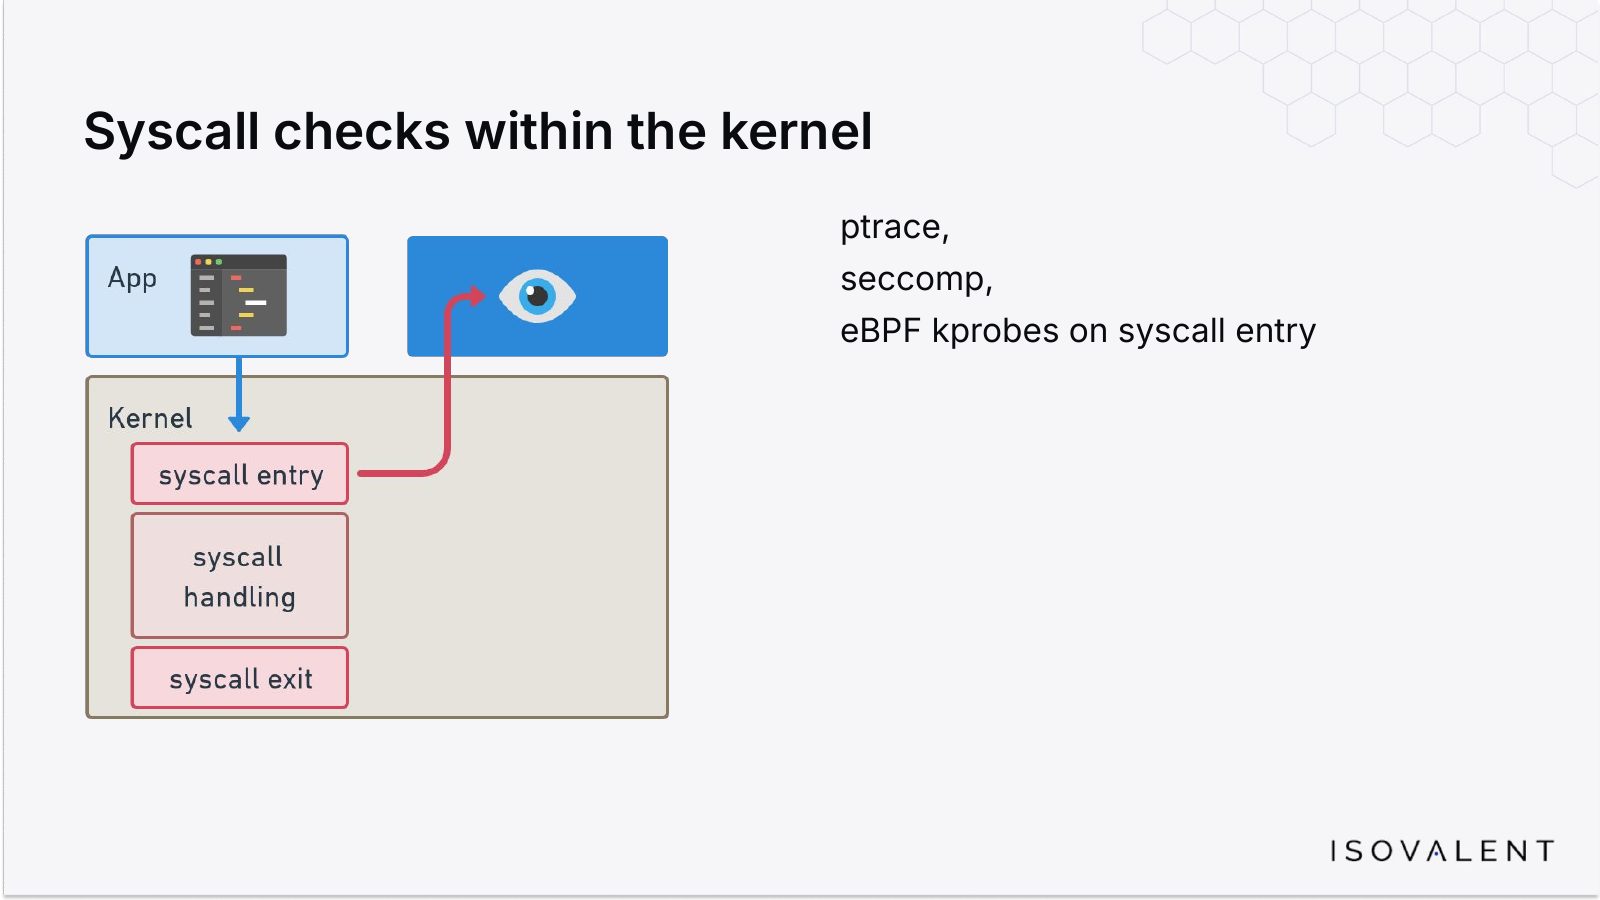 Syscall checks within the kernel
App
Kernel
syscall entry
syscall
handling
syscall exit
ptrace,
seccomp,
eBPF kprobes on syscall entry
ISOVALENT